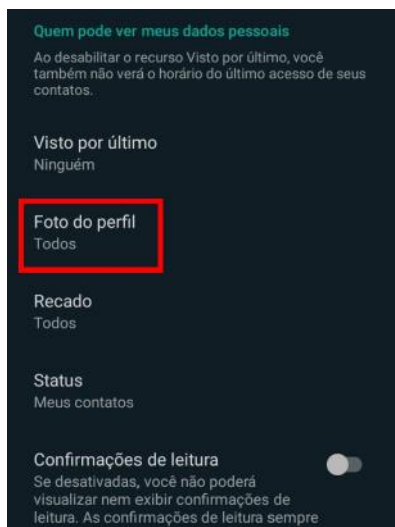 Quem pode ver meus dados pessoais
Ao desabilitar o recurso Visto por último, você
também não verá o horário do último acesso de seus
contatos.
Visto por último
Ninguém
Foto do perfil
Todos
Recado
Todos
Status
Meus contatos
Confirmações de leitura
Se desativadas, você não poderá
visualizar nem exibir confirmações de
leitura. As confirmações de leitura sempre